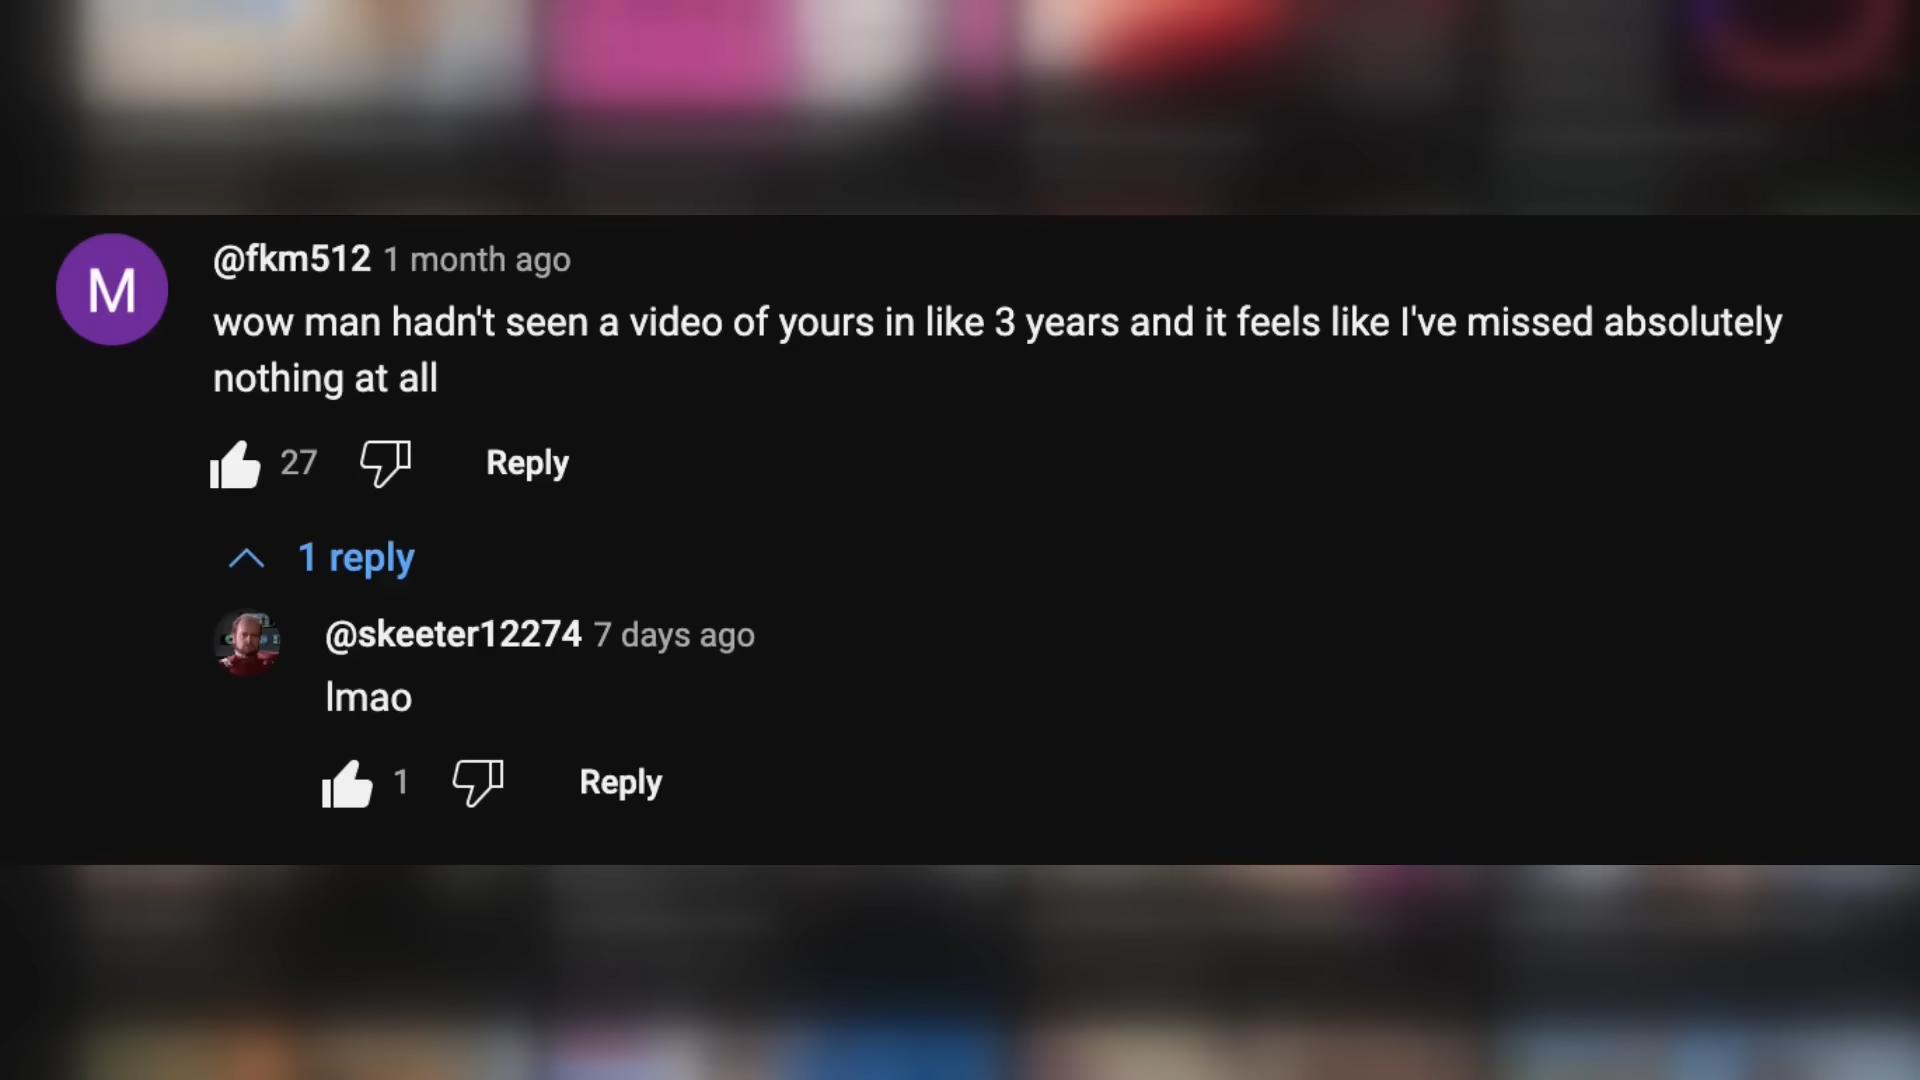 M
@fkm512 1 month ago
wow man hadn't seen a video of yours in like 3 years and it feels like I've missed absolutely
nothing at all
27 Reply
1 reply
@skeeter12274 7 days ago
lmao
1 Reply